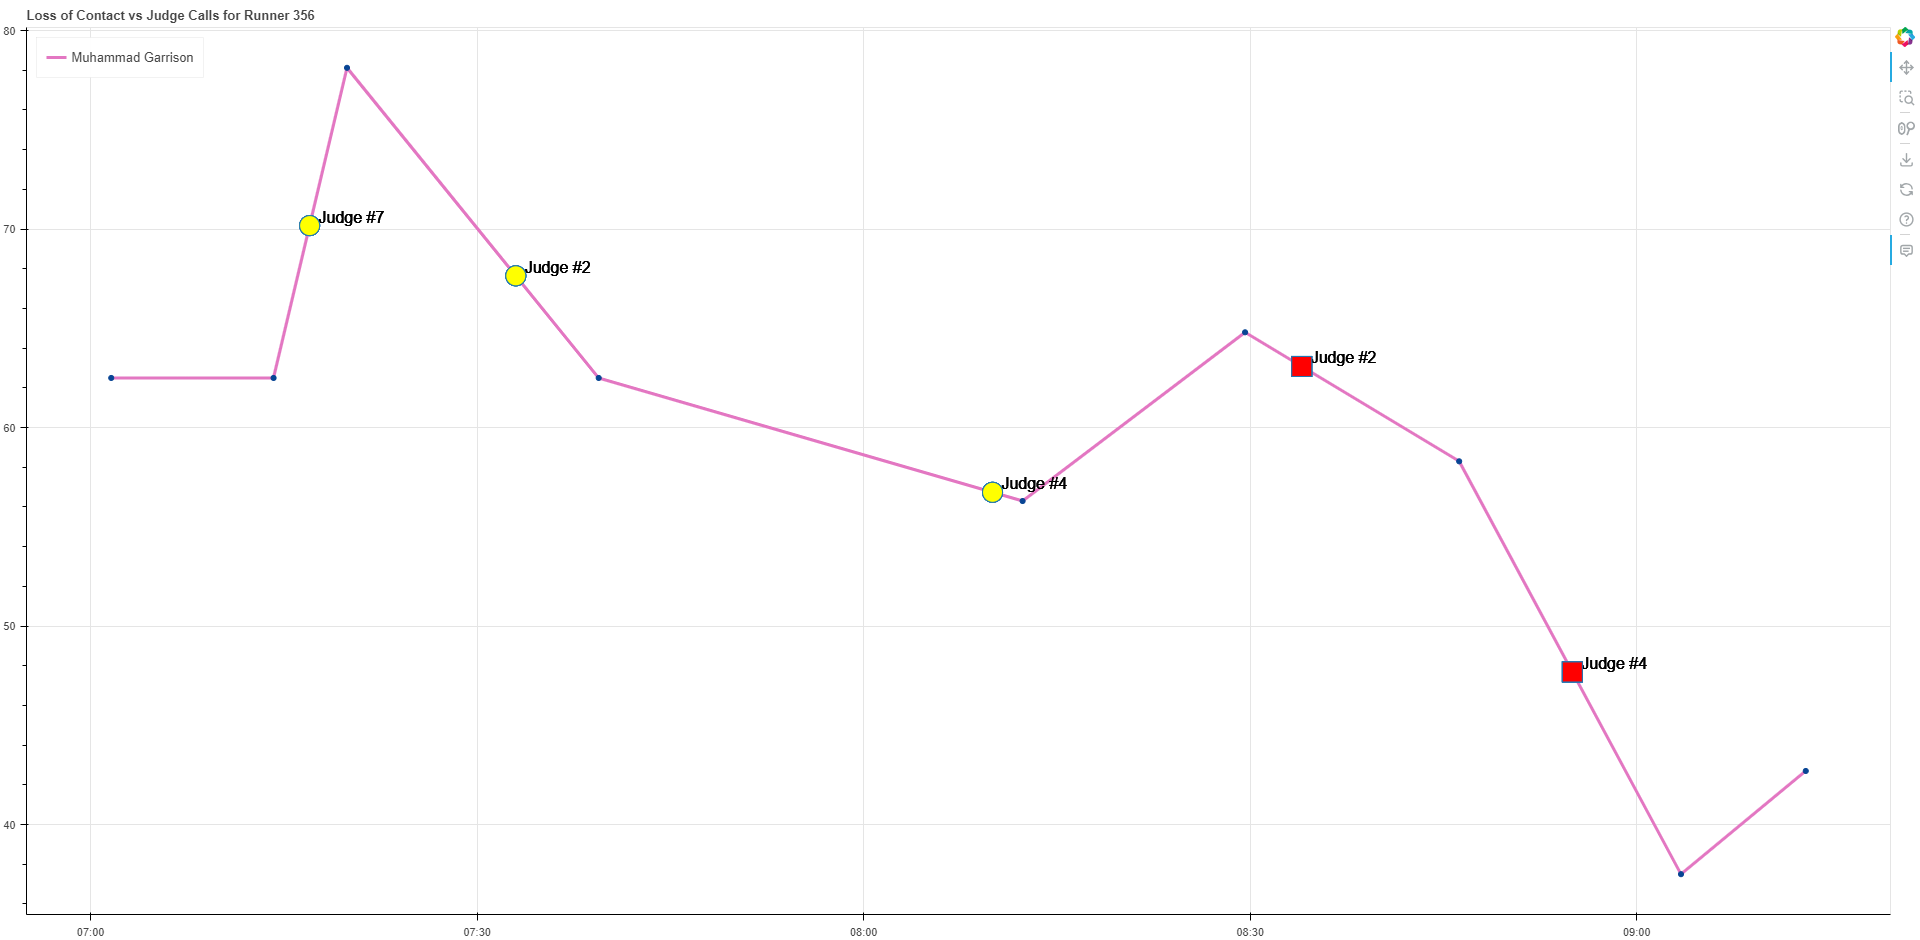 Loss of Contact vs Judge Calls for Runner 356
80
Muhammad Garrison
Judge #7
70
Judge #2
Judge #2
60
Judge #4
50
Judge #4
40
07:00 07:30 08:00 08:30 09:00